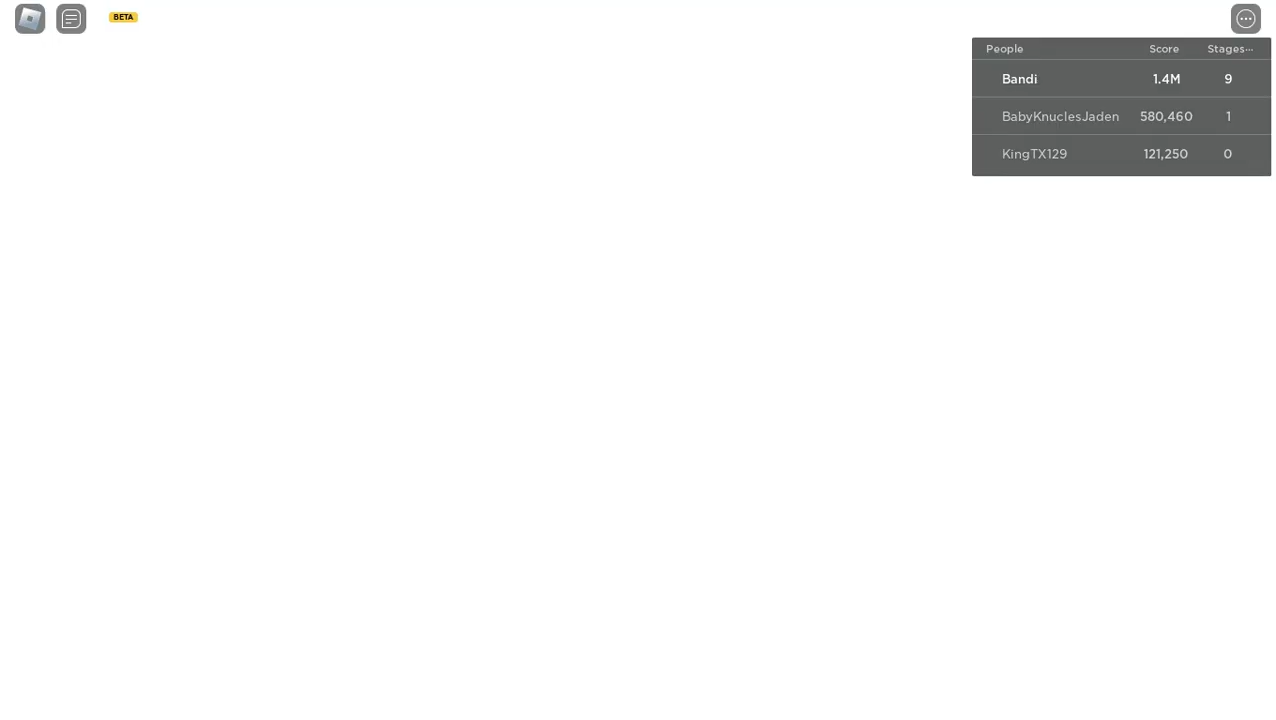 BETA
People Score Stages...
Bandi 1.4M 9
BabyKnuclesJaden 580,460 1
KingTX129 121,250 0